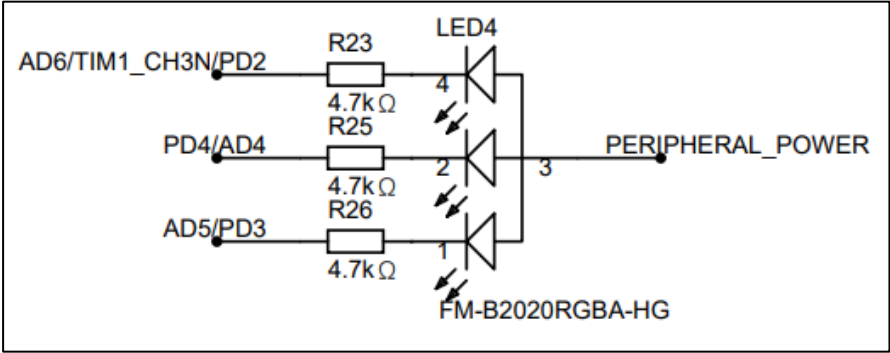 LED4
R23
AD6/TIM1_CH3N/PD2
4
4.7kΩ
R25
PD4/AD4
PERIPHERAL_POWER
2
3
4.7kΩ
R26
AD5/PD3
1
4.7kΩ
FM-B2020RGBA-HG